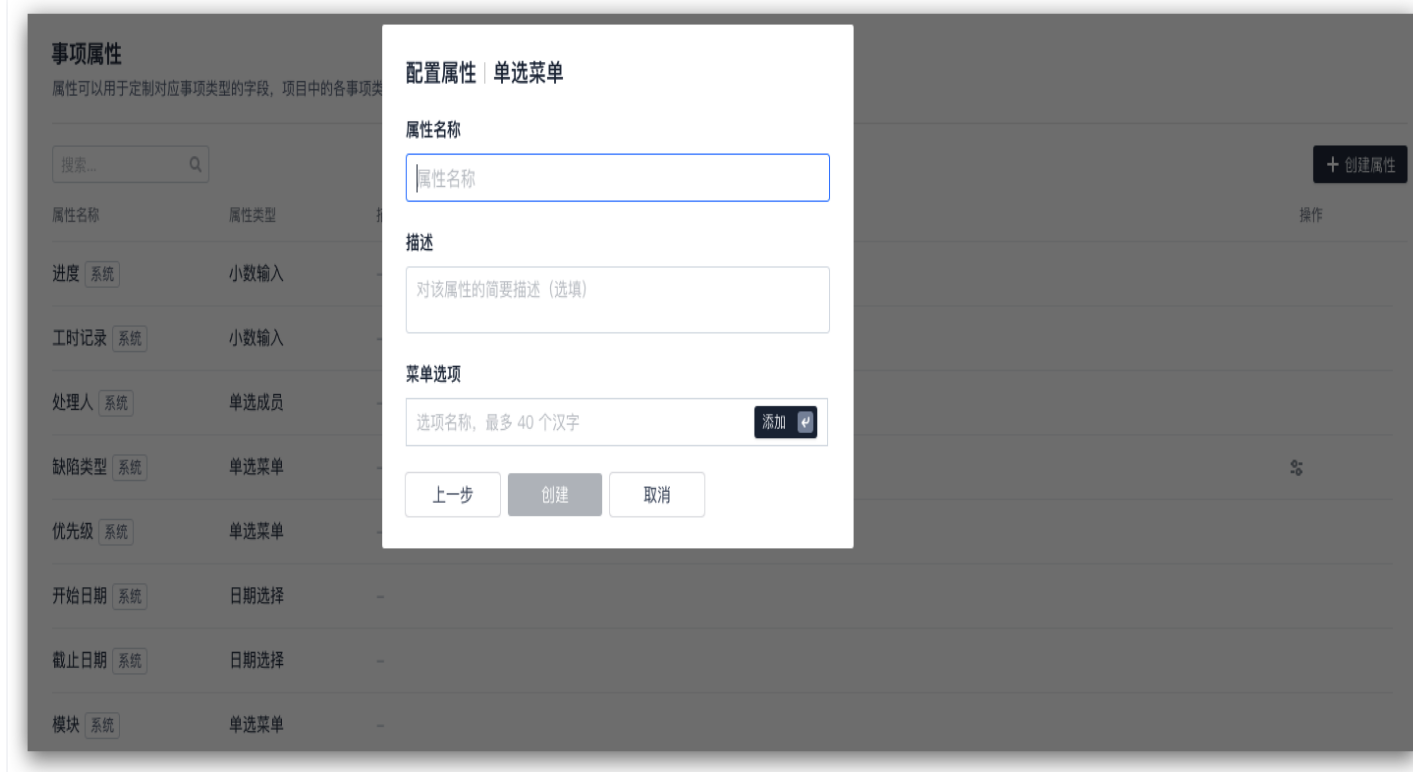 事项属性
属性可以用于定制对应事项类型的字段，项目中的各事项类
搜索...
+ 创建属性
属性名称 属性类型 操作
进度 系统 小数输入 -
工时记录 系统 小数输入 -
处理人 系统 单选成员 -
缺陷类型 系统 单选菜单 -
优先级 系统 单选菜单 -
开始日期 系统 日期选择 -
截止日期 系统 日期选择 -
模块 系统 单选菜单 -
配置属性 | 单选菜单
属性名称
属性名称
描述
对该属性的简要描述（选填）
菜单选项
选项名称，最多 40 个汉字 添加
上一步 创建 取消